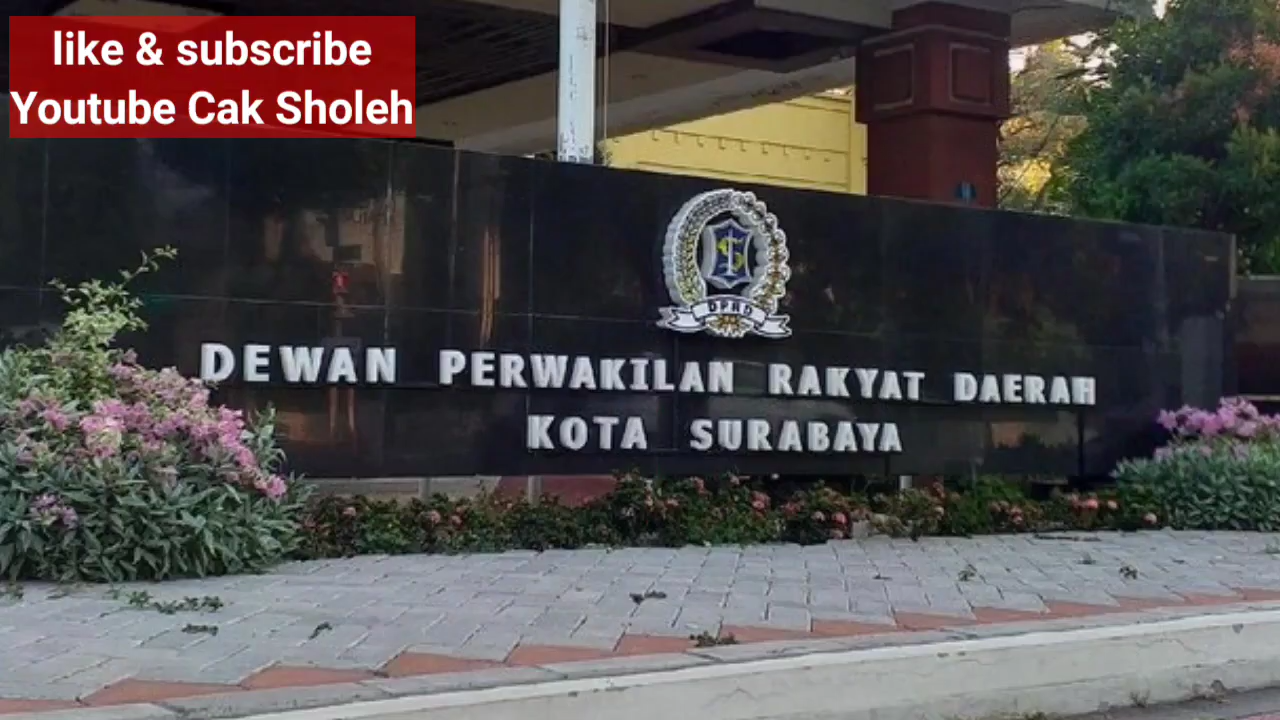 like & subscribe
Youtube Cak Sholeh
DPRD
DEWAN PERWAKILAN RAKYAT DAERAH
KOTA SURABAYA